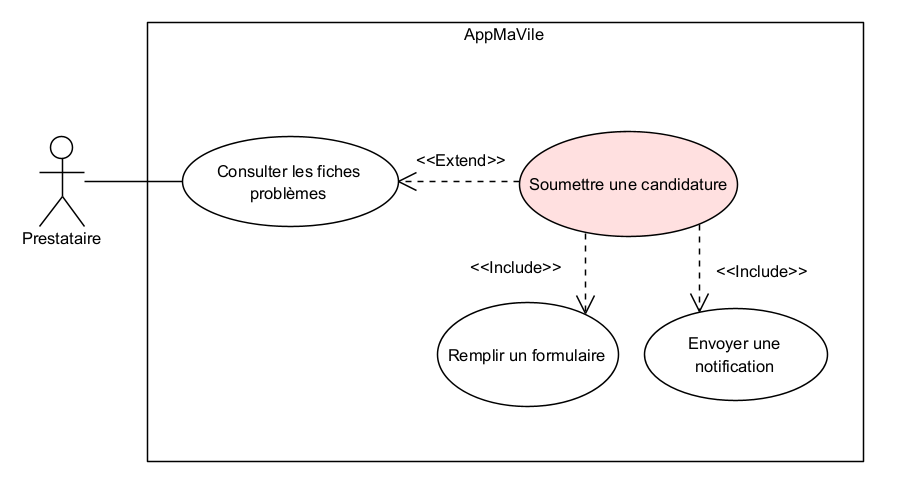 AppMaVile
Consulter les fiches
problèmes
<<Extend>>
Soumettre une candidature
Prestataire
<<Include>>
<<Include>>
Remplir un formulaire
Envoyer une
notification